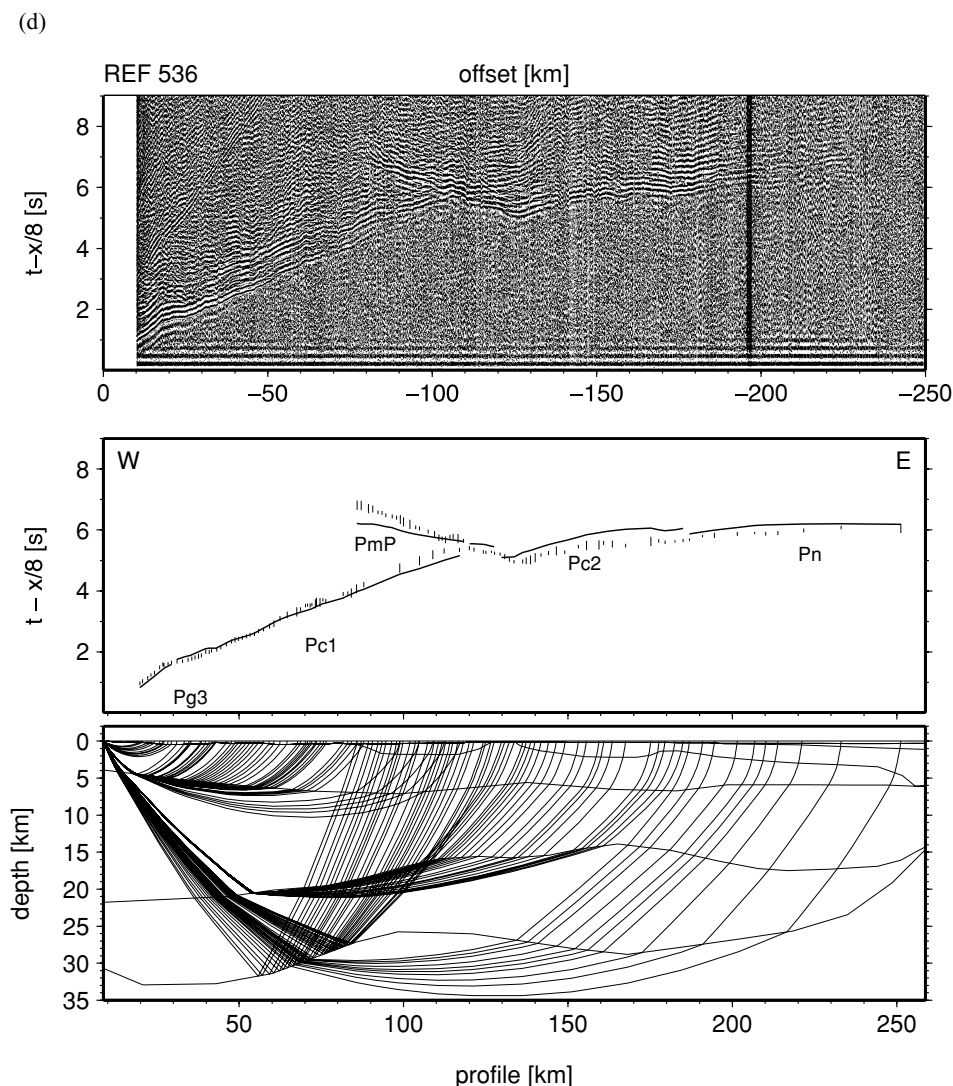 (d)
REF 536
offset [km]
8
6
4
2
t−x/8 [s]
0 −50 −100 −150 −200 −250
W E
8
6
4
2
t − x/8 [s]
PmP
Pc2
Pn
Pc1
Pg3
0
5
10
15
20
25
30
35
depth [km]
50 100 150 200 250
profile [km]